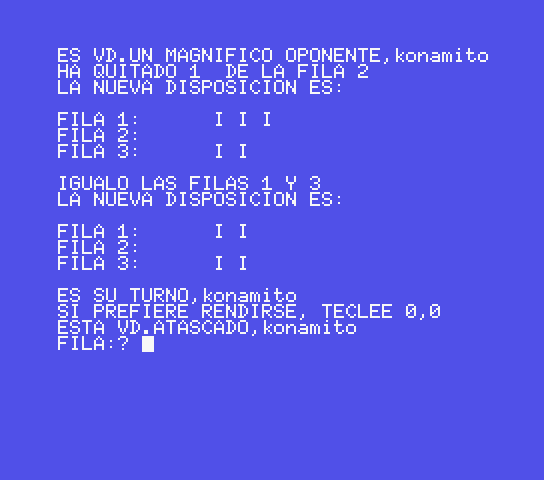 ES VD.UN MAGNIFICO OPONENTE,konamito
HA QUITADO 1  DE LA FILA 2
LA NUEVA DISPOSICION ES:
FILA 1:      I I I
FILA 2:
FILA 3:      I I
IGUALO LAS FILAS 1 Y 3
LA NUEVA DISPOSICION ES:
FILA 1:      I I
FILA 2:
FILA 3:      I I
ES SU TURNO,konamito
SI PREFIERE RENDIRSE, TECLEE 0,0
ESTA VD.ATASCADO,konamito
FILA:?